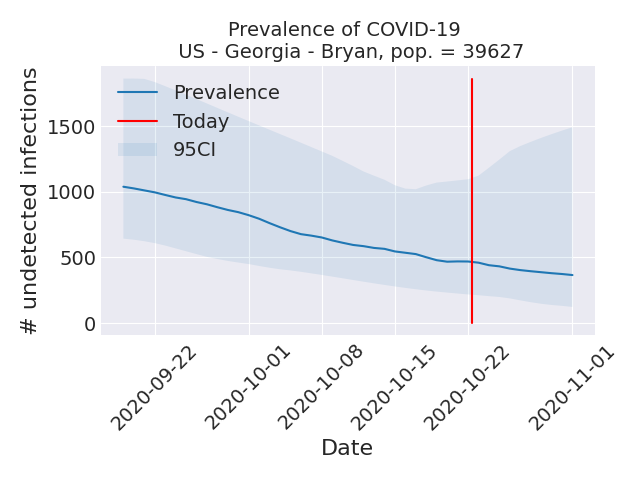 Prevalence of COVID-19
US - Georgia - Bryan, pop. = 39627
# undetected infections
1500
1000
500
0
Prevalence
Today
95CI
2020-09-22
2020-10-01
2020-10-08
2020-10-15
2020-10-22
2020-11-01
Date